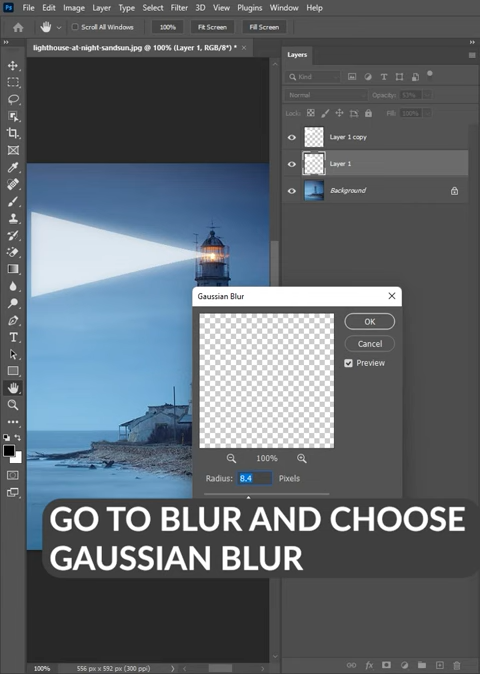 Ps File Edit Image Layer Type Select Filter 3D View Plugins Window Help
Scroll All Windows 100% Fit Screen Fill Screen
lighthouse-at-night-sandsun.jpg @ 100% (Layer 1, RGB/8*) *
Layers
Kind
Normal Opacity: 53%
Lock: Fill: 100%
Layer 1 copy
Layer 1
Background
Gaussian Blur
OK
Cancel
Preview
100%
Radius: 8.4 Pixels
GO TO BLUR AND CHOOSE
GAUSSIAN BLUR
100% 556 px x 592 px (300 ppi)